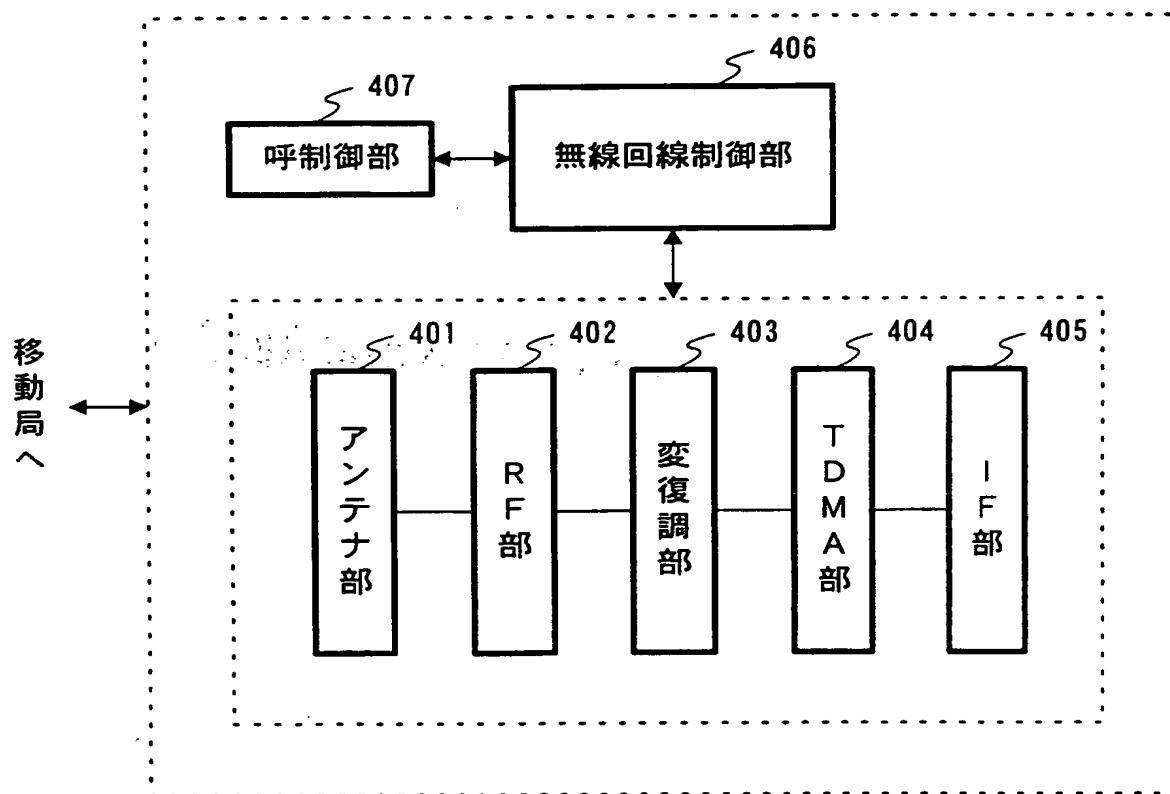 406
407
呼制御部
無線回線制御部
移動局へ
401
402
403
404
405
アンテナ部
RF部
変復調部
TDMA部
IF部